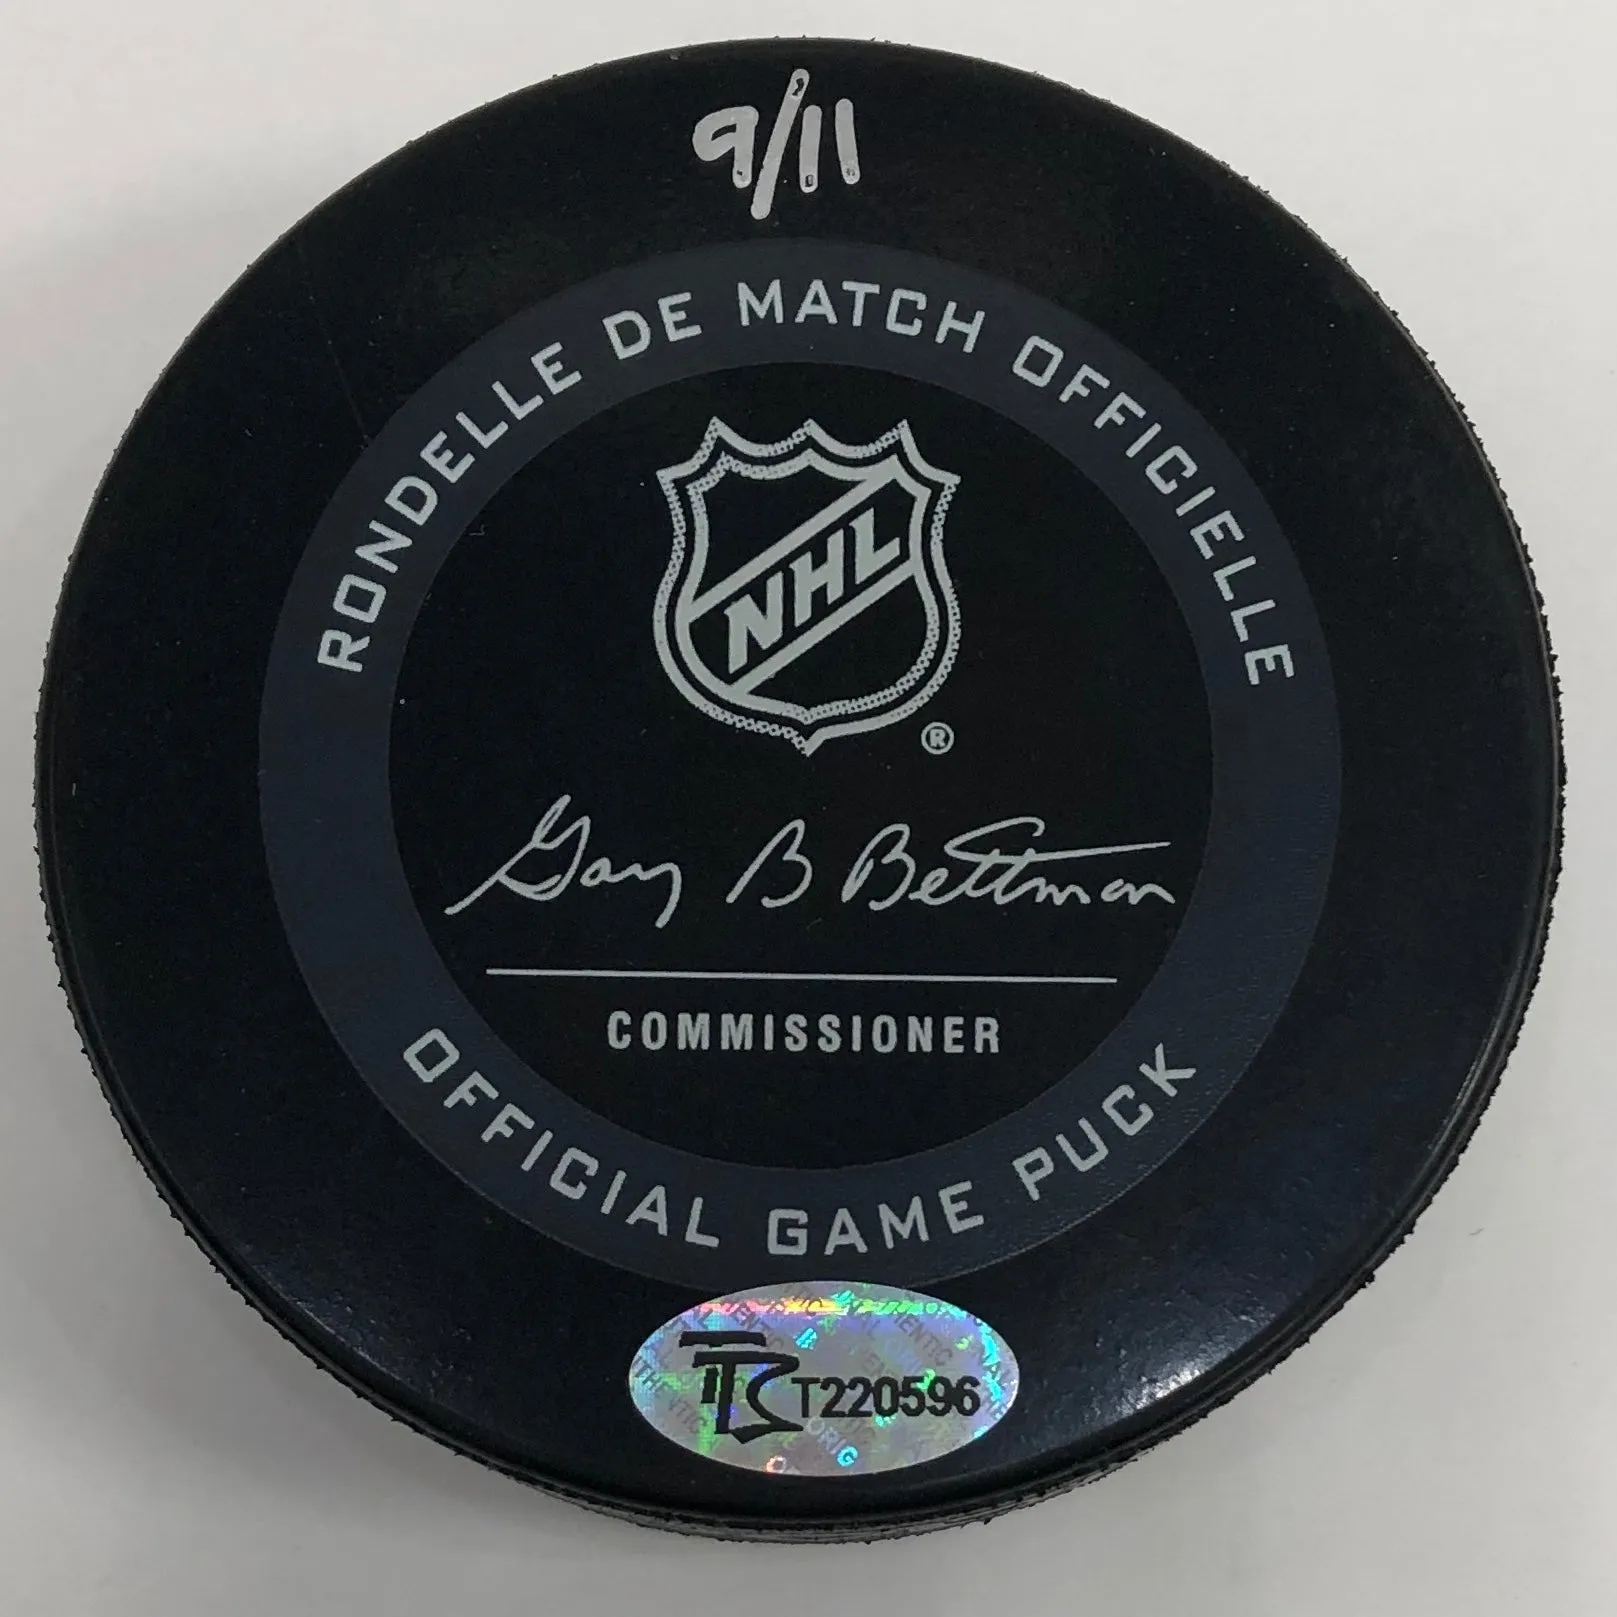 9/11
RONDELLE DE MATCH OFFICIELLE
NHL
®
Gary B Bettman
COMMISSIONER
OFFICIAL GAME PUCK
T220596